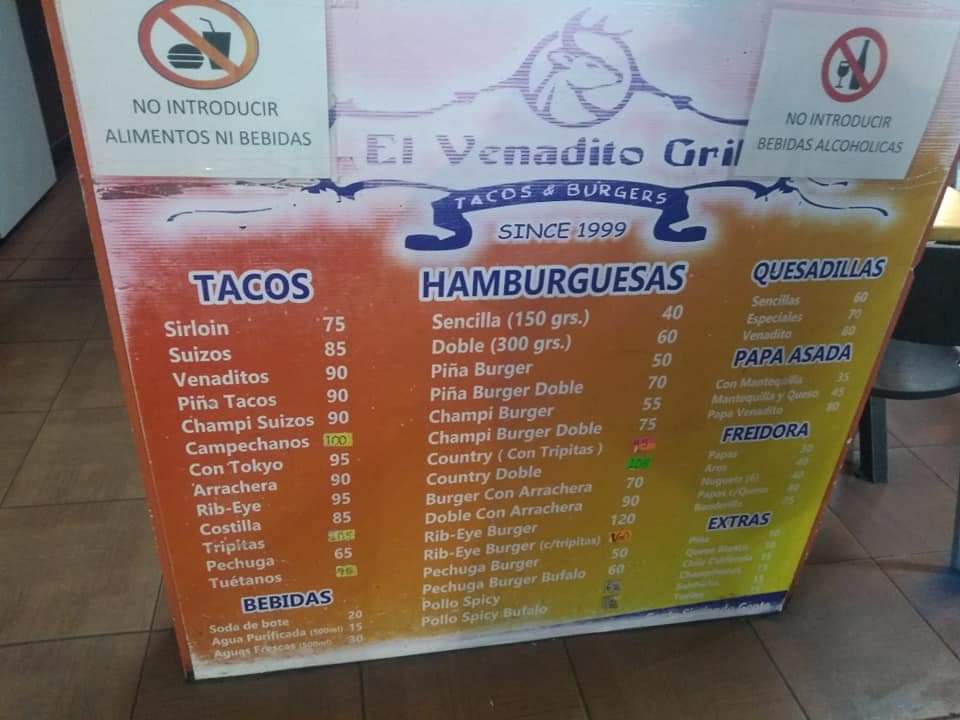 NO INTRODUCIR
ALIMENTOS NI BEBIDAS
NO INTRODUCIR
BEBIDAS ALCOHOLICAS
El Venadito Gril
TACOS & BURGERS
SINCE 1999
TACOS
Sirloin 75
Suizos 85
Venaditos 90
Piña Tacos 90
Champi Suizos 90
Campechanos 100
Con Tokyo 95
Arrachera 90
Rib-Eye 95
Costilla 85
Tripitas
Pechuga 65
Tuétanos
BEBIDAS
Soda de bote 20
Agua Purificada (500ml) 15
Aguas Frescas (500ml) 30
HAMBURGUESAS
Sencilla (150 grs.) 40
Doble (300 grs.) 60
Piña Burger 50
Piña Burger Doble 70
Champi Burger 55
Champi Burger Doble 75
Country ( Con Tripitas )
Country Doble
Burger Con Arrachera 70
Doble Con Arrachera 90
Rib-Eye Burger 120
Rib-Eye Burger (c/tripitas)
Pechuga Burger 50
Pechuga Burger Bufalo 60
Pollo Spicy
Pollo Spicy Bufalo
QUESADILLAS
Sencillas 60
Especiales 70
Venadito 80
PAPA ASADA
Con Mantequilla 35
Mantequilla y Queso 45
Papa Venadito 80
FREIDORA
Papas
Aros
Nuguets (6)
Papas c/Queso
EXTRAS
Piña